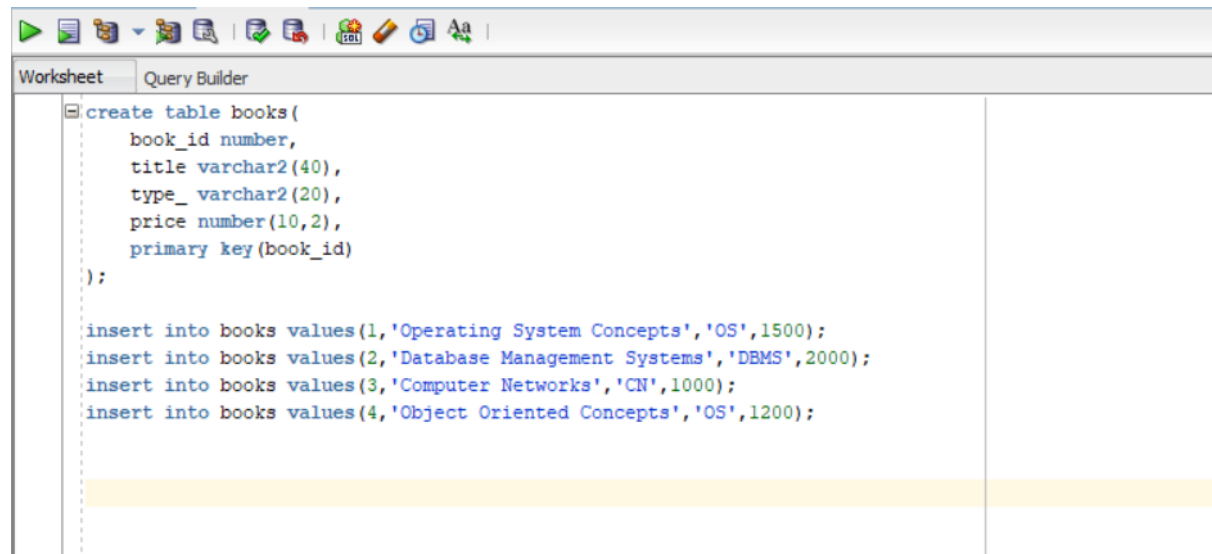 SQL
Aa
Worksheet Query Builder
create table books(
book_id number,
title varchar2(40),
type_ varchar2(20),
price number(10,2),
primary key(book_id)
);
insert into books values(1,'Operating System Concepts','OS',1500);
insert into books values(2,'Database Management Systems','DBMS',2000);
insert into books values(3,'Computer Networks','CN',1000);
insert into books values(4,'Object Oriented Concepts','OS',1200);